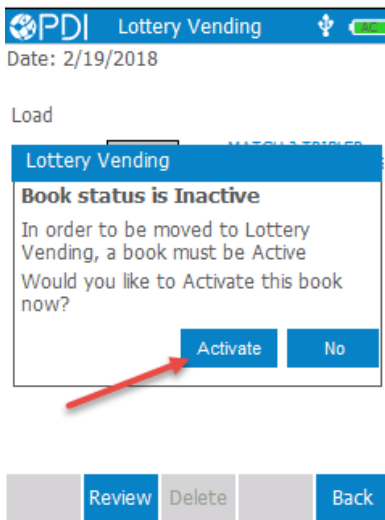 PDI Lottery Vending AC
Date: 2/19/2018
Load
Lottery Vending
Book status is Inactive
In order to be moved to Lottery
Vending, a book must be Active
Would you like to Activate this book
now?
Activate No
Review Delete Back